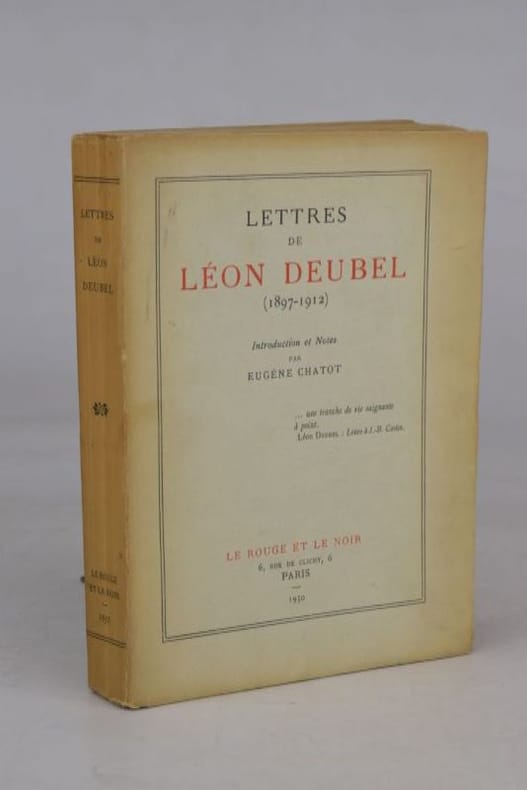 LETTRES
DE
LÉON
DEUBEL
LE ROUGE
ET LE NOIR
LETTRES
DE
LÉON DEUBEL
(1897-1912)
Introduction et Notes
PAR
EUGÈNE CHATOT
... une tranche de vie saignante
à point.
LÉON DEUBEL : Lettre à J.-B. Carlin.
LE ROUGE ET LE NOIR
6, RUE DE CLICHY, 6
PARIS
1930